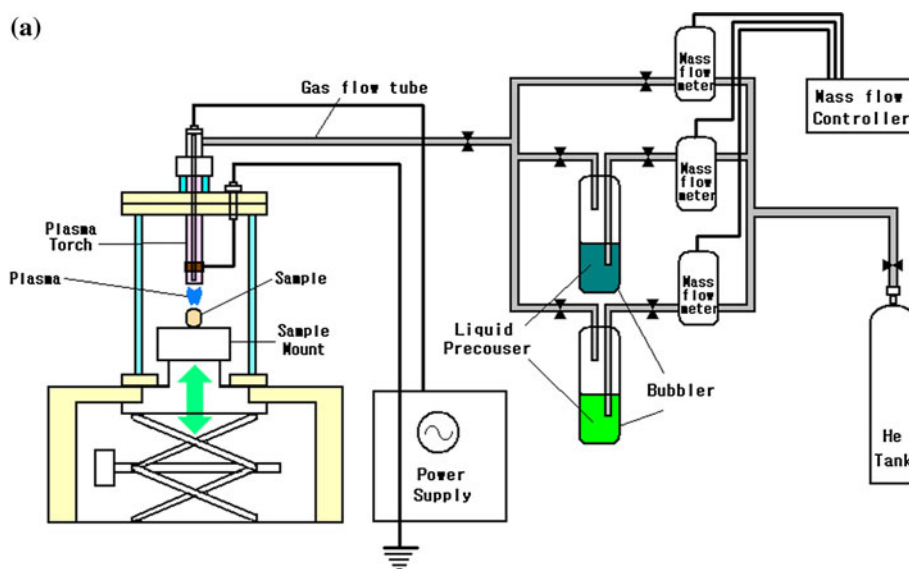 (a)
Gas flow tube
Mass
flow
meter
Mass flow
Controller
Mass
flow
meter
Plasma
Torch
Plasma
Sample
Sample
Mount
Mass
flow
meter
Liquid
Precouser
Bubbler
Power
Supply
He
Tank